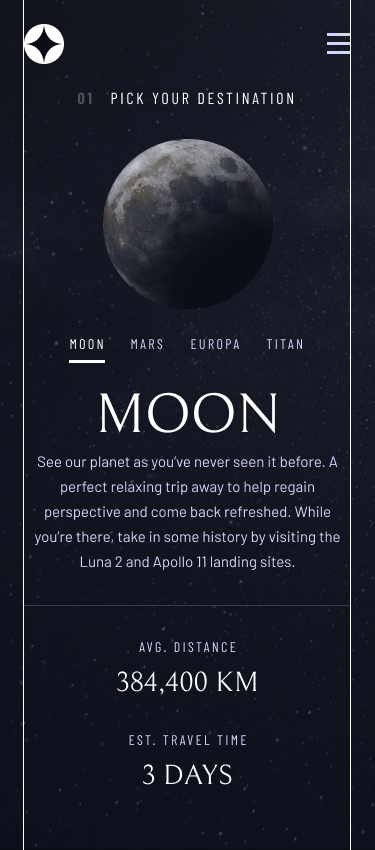 01 PICK YOUR DESTINATION
MOON MARS EUROPA TITAN
MOON
See our planet as you’ve never seen it before. A
perfect relaxing trip away to help regain
perspective and come back refreshed. While
you’re there, take in some history by visiting the
Luna 2 and Apollo 11 landing sites.
AVG. DISTANCE
384,400 KM
EST. TRAVEL TIME
3 DAYS